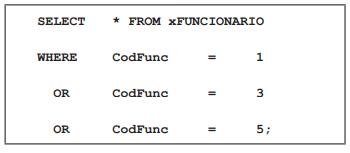 SELECT * FROM xFUNCIONARIO
WHERE CodFunc = 1
OR CodFunc = 3
OR CodFunc = 5;